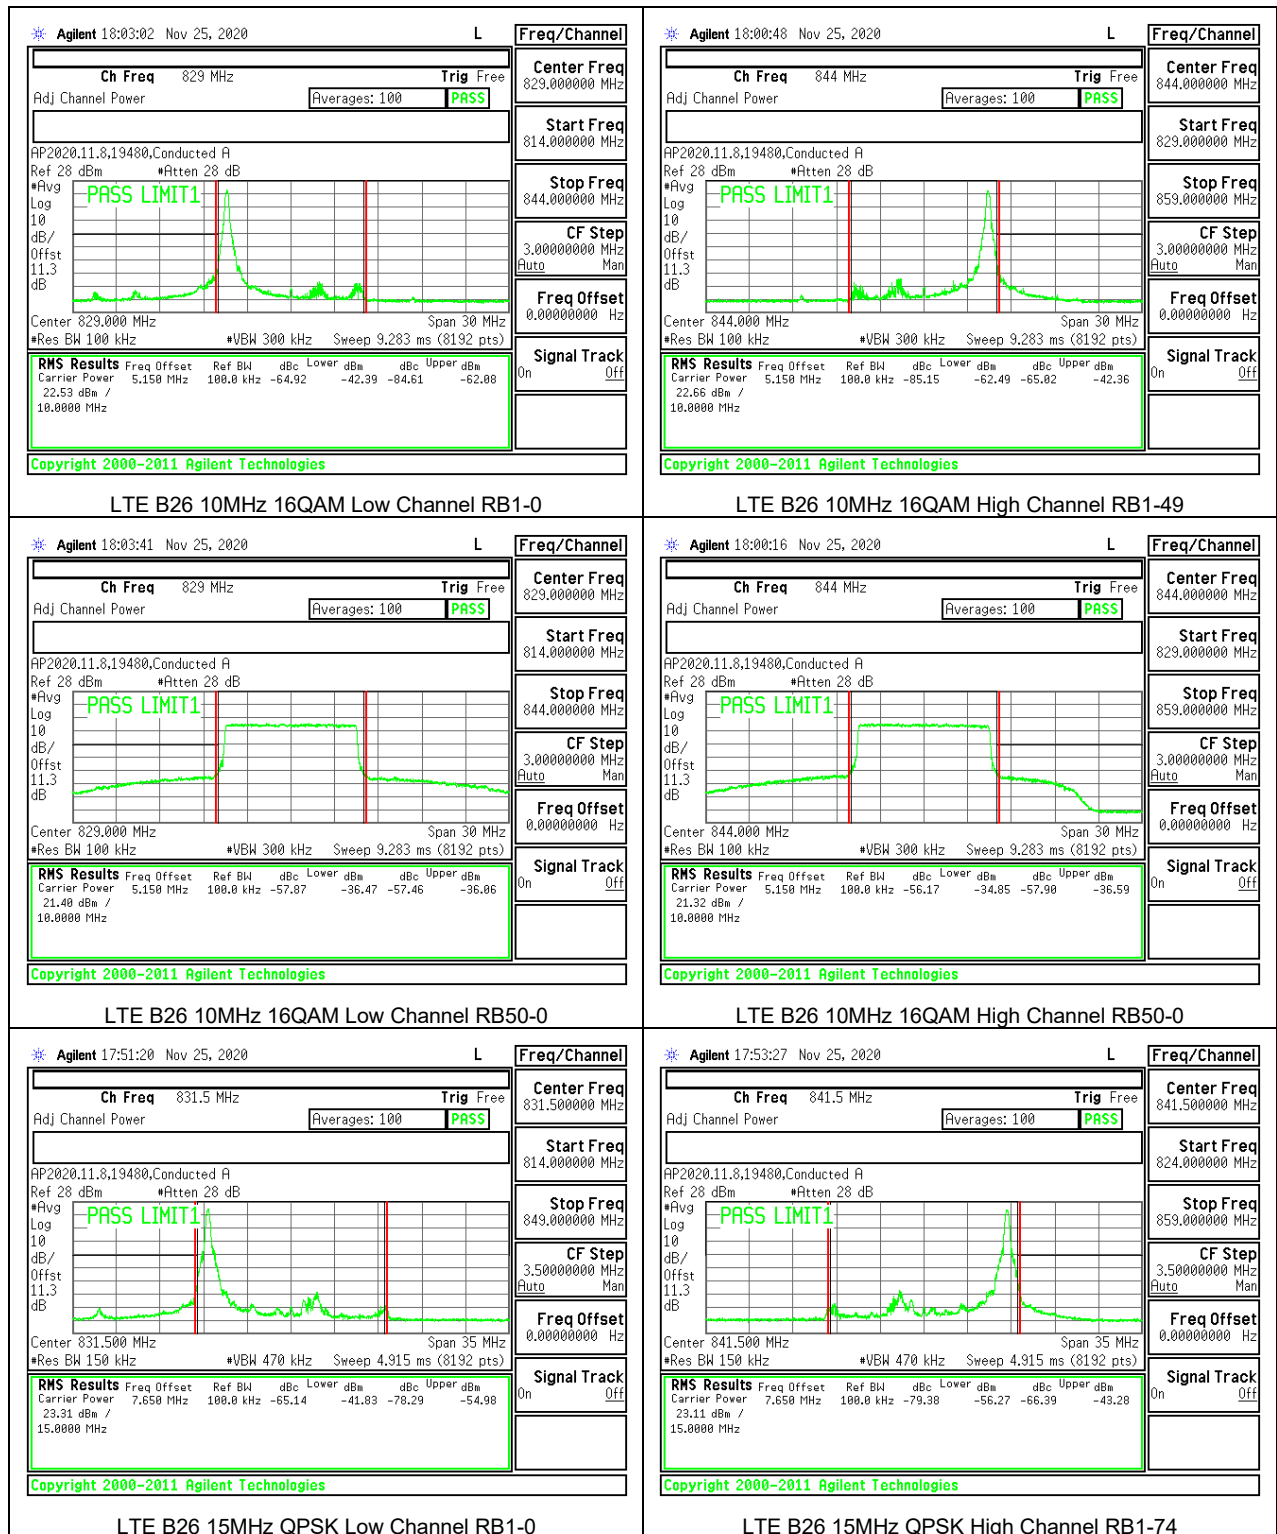 Agilent 18:03:02 Nov 25, 2020 L Freq/Channel
Ch Freq 829 MHz Trig Free
Adj Channel Power Averages: 100 PASS
AP2020.11.8,19480,Conducted A
Ref 28 dBm #Atten 28 dB
#Avg
Log
10
dB/
Offst
11.3
dB
PASS LIMIT1
Center 829.000 MHz Span 30 MHz
#Res BW 100 kHz #VBW 300 kHz Sweep 9.283 ms (8192 pts)
RMS Results Freq Offset Ref BW dBc Lower dBm dBc Upper dBm
Carrier Power 5.150 MHz 100.0 kHz -64.92 -42.39 -84.61 -62.08
22.53 dBm /
10.0000 MHz
Center Freq
829.000000 MHz
Start Freq
814.000000 MHz
Stop Freq
844.000000 MHz
CF Step
3.00000000 MHz
Auto Man
Freq Offset
0.00000000 Hz
Signal Track
On Off
Copyright 2000-2011 Agilent Technologies
LTE B26 10MHz 16QAM Low Channel RB1-0
Agilent 18:00:48 Nov 25, 2020 L Freq/Channel
Ch Freq 844 MHz Trig Free
Adj Channel Power Averages: 100 PASS
AP2020.11.8,19480,Conducted A
Ref 28 dBm #Atten 28 dB
#Avg
Log
10
dB/
Offst
11.3
dB
PASS LIMIT1
Center 844.000 MHz Span 30 MHz
#Res BW 100 kHz #VBW 300 kHz Sweep 9.283 ms (8192 pts)
RMS Results Freq Offset Ref BW dBc Lower dBm dBc Upper dBm
Carrier Power 5.150 MHz 100.0 kHz -85.15 -62.49 -65.02 -42.36
22.66 dBm /
10.0000 MHz
Center Freq
844.000000 MHz
Start Freq
829.000000 MHz
Stop Freq
859.000000 MHz
CF Step
3.00000000 MHz
Auto Man
Freq Offset
0.00000000 Hz
Signal Track
On Off
Copyright 2000-2011 Agilent Technologies
LTE B26 10MHz 16QAM High Channel RB1-49
Agilent 18:03:41 Nov 25, 2020 L Freq/Channel
Ch Freq 829 MHz Trig Free
Adj Channel Power Averages: 100 PASS
AP2020.11.8,19480,Conducted A
Ref 28 dBm #Atten 28 dB
#Avg
Log
10
dB/
Offst
11.3
dB
PASS LIMIT1
Center 829.000 MHz Span 30 MHz
#Res BW 100 kHz #VBW 300 kHz Sweep 9.283 ms (8192 pts)
RMS Results Freq Offset Ref BW dBc Lower dBm dBc Upper dBm
Carrier Power 5.150 MHz 100.0 kHz -57.87 -36.47 -57.46 -36.06
21.40 dBm /
10.0000 MHz
Center Freq
829.000000 MHz
Start Freq
814.000000 MHz
Stop Freq
844.000000 MHz
CF Step
3.00000000 MHz
Auto Man
Freq Offset
0.00000000 Hz
Signal Track
On Off
Copyright 2000-2011 Agilent Technologies
LTE B26 10MHz 16QAM Low Channel RB50-0
Agilent 18:00:16 Nov 25, 2020 L Freq/Channel
Ch Freq 844 MHz Trig Free
Adj Channel Power Averages: 100 PASS
AP2020.11.8,19480,Conducted A
Ref 28 dBm #Atten 28 dB
#Avg
Log
10
dB/
Offst
11.3
dB
PASS LIMIT1
Center 844.000 MHz Span 30 MHz
#Res BW 100 kHz #VBW 300 kHz Sweep 9.283 ms (8192 pts)
RMS Results Freq Offset Ref BW dBc Lower dBm dBc Upper dBm
Carrier Power 5.150 MHz 100.0 kHz -56.17 -34.85 -57.90 -36.59
21.32 dBm /
10.0000 MHz
Center Freq
844.000000 MHz
Start Freq
829.000000 MHz
Stop Freq
859.000000 MHz
CF Step
3.00000000 MHz
Auto Man
Freq Offset
0.00000000 Hz
Signal Track
On Off
Copyright 2000-2011 Agilent Technologies
LTE B26 10MHz 16QAM High Channel RB50-0
Agilent 17:51:20 Nov 25, 2020 L Freq/Channel
Ch Freq 831.5 MHz Trig Free
Adj Channel Power Averages: 100 PASS
AP2020.11.8,19480,Conducted A
Ref 28 dBm #Atten 28 dB
#Avg
Log
10
dB/
Offst
11.3
dB
PASS LIMIT1
Center 831.500 MHz Span 35 MHz
#Res BW 150 kHz #VBW 470 kHz Sweep 4.915 ms (8192 pts)
RMS Results Freq Offset Ref BW dBc Lower dBm dBc Upper dBm
Carrier Power 7.650 MHz 100.0 kHz -65.14 -41.83 -78.29 -54.98
23.31 dBm /
15.0000 MHz
Center Freq
831.500000 MHz
Start Freq
814.000000 MHz
Stop Freq
849.000000 MHz
CF Step
3.50000000 MHz
Auto Man
Freq Offset
0.00000000 Hz
Signal Track
On Off
Copyright 2000-2011 Agilent Technologies
LTE B26 15MHz QPSK Low Channel RB1-0
Agilent 17:53:27 Nov 25, 2020 L Freq/Channel
Ch Freq 841.5 MHz Trig Free
Adj Channel Power Averages: 100 PASS
AP2020.11.8,19480,Conducted A
Ref 28 dBm #Atten 28 dB
#Avg
Log
10
dB/
Offst
11.3
dB
PASS LIMIT1
Center 841.500 MHz Span 35 MHz
#Res BW 150 kHz #VBW 470 kHz Sweep 4.915 ms (8192 pts)
RMS Results Freq Offset Ref BW dBc Lower dBm dBc Upper dBm
Carrier Power 7.650 MHz 100.0 kHz -79.38 -56.27 -66.39 -43.28
23.11 dBm /
15.0000 MHz
Center Freq
841.500000 MHz
Start Freq
824.000000 MHz
Stop Freq
859.000000 MHz
CF Step
3.50000000 MHz
Auto Man
Freq Offset
0.00000000 Hz
Signal Track
On Off
Copyright 2000-2011 Agilent Technologies
LTE B26 15MHz QPSK High Channel RB1-74